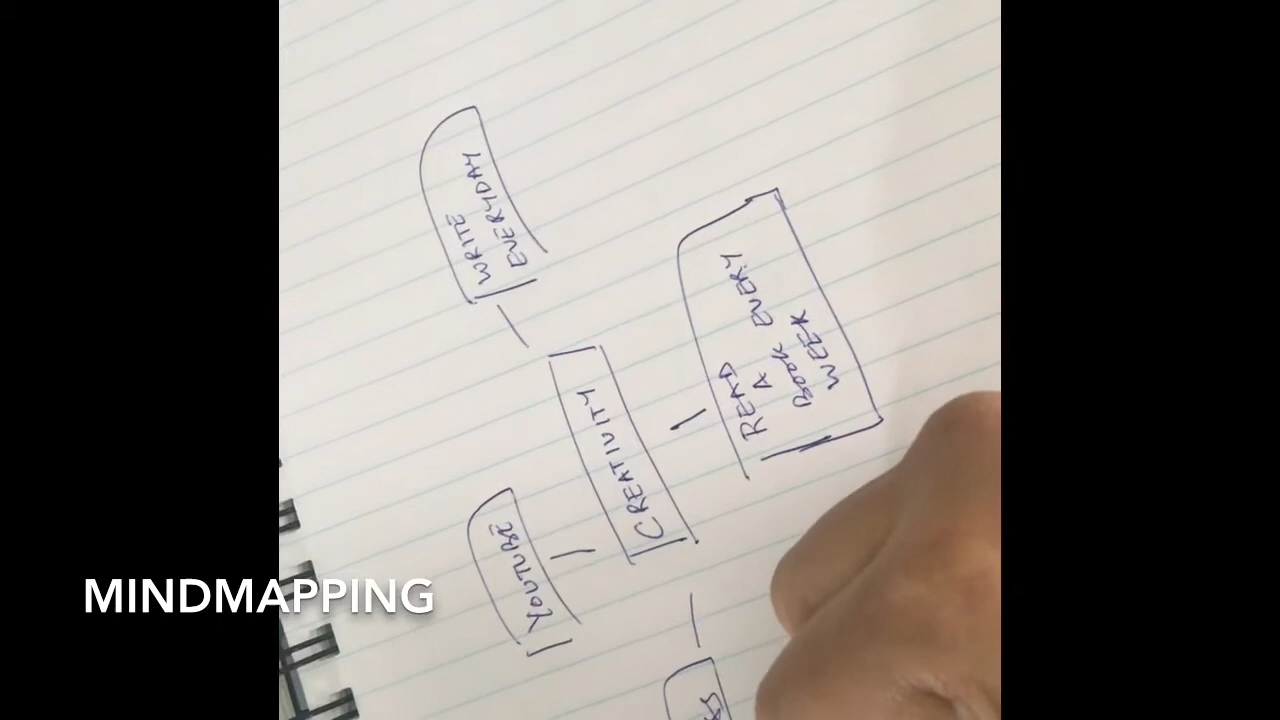 WRITE
EVERYDAY
READ
A
BOOK EVERY
WEEK
CREATIVITY
YOUTUBE
MINDMAPPING